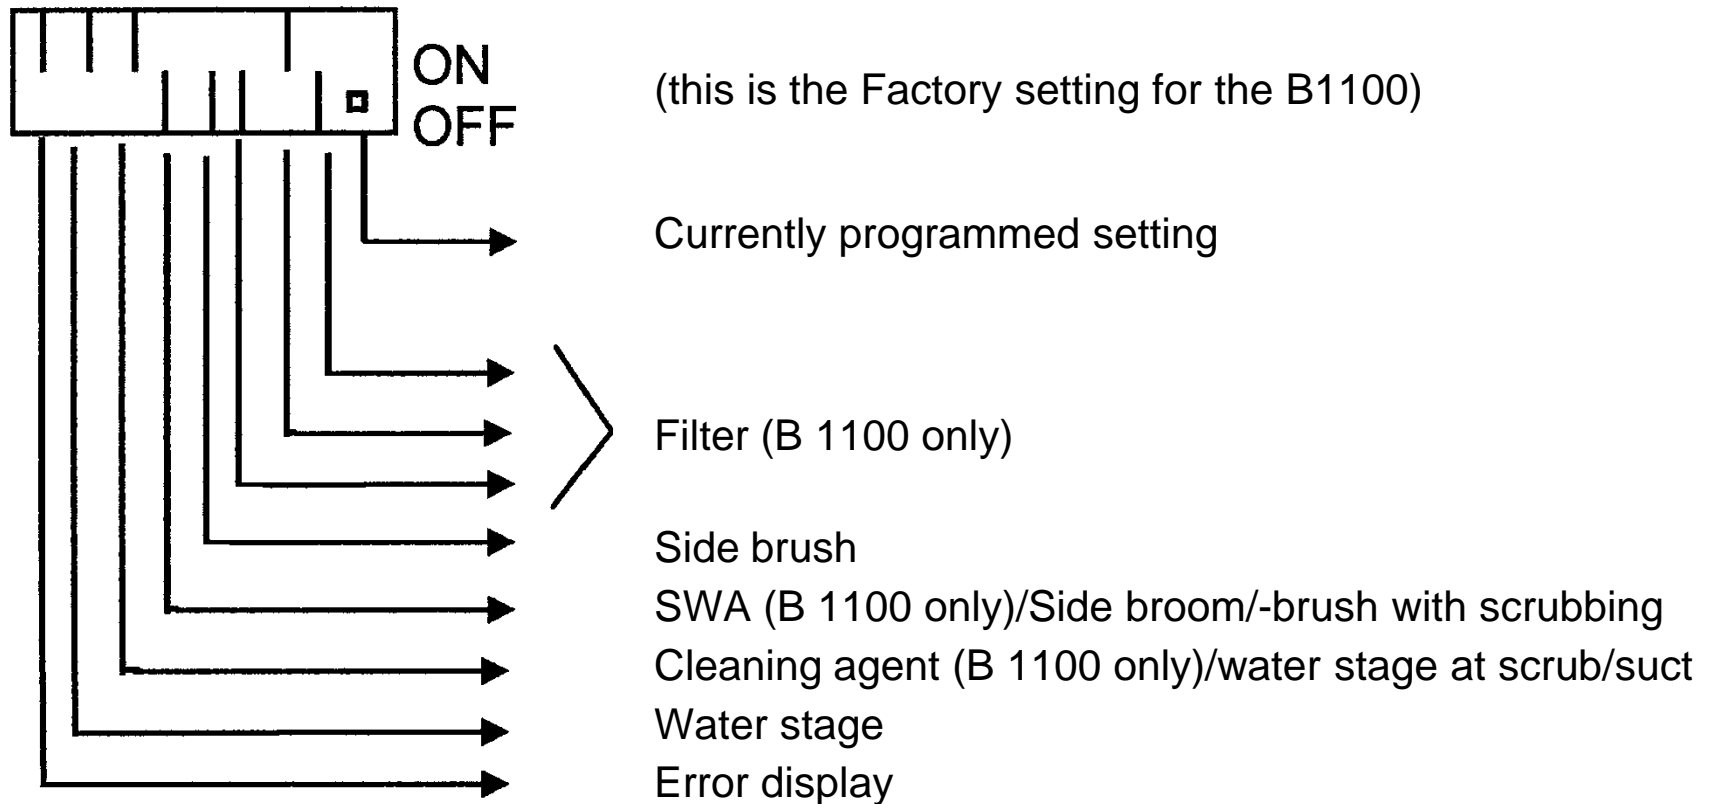 ON
OFF
(this is the Factory setting for the B1100)
Currently programmed setting
Filter (B 1100 only)
Side brush
SWA (B 1100 only)/Side broom/-brush with scrubbing
Cleaning agent (B 1100 only)/water stage at scrub/suct
Water stage
Error display